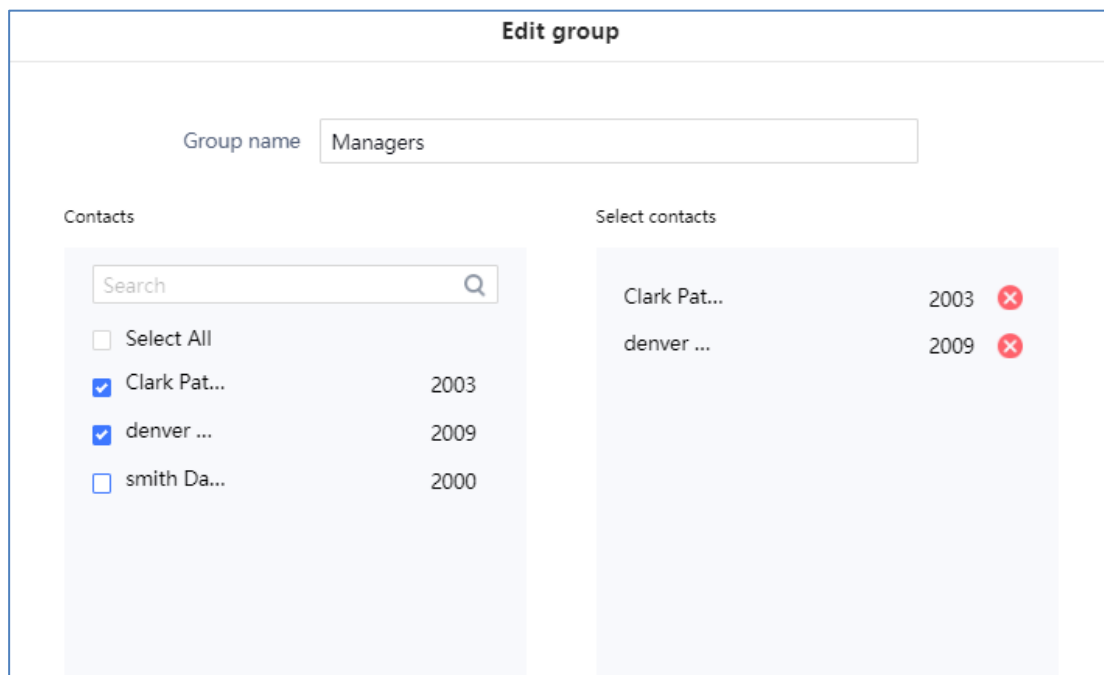 Edit group
Group name Managers
Contacts
Search
Select All
Clark Pat... 2003
denver ... 2009
smith Da... 2000
Select contacts
Clark Pat... 2003
denver ... 2009